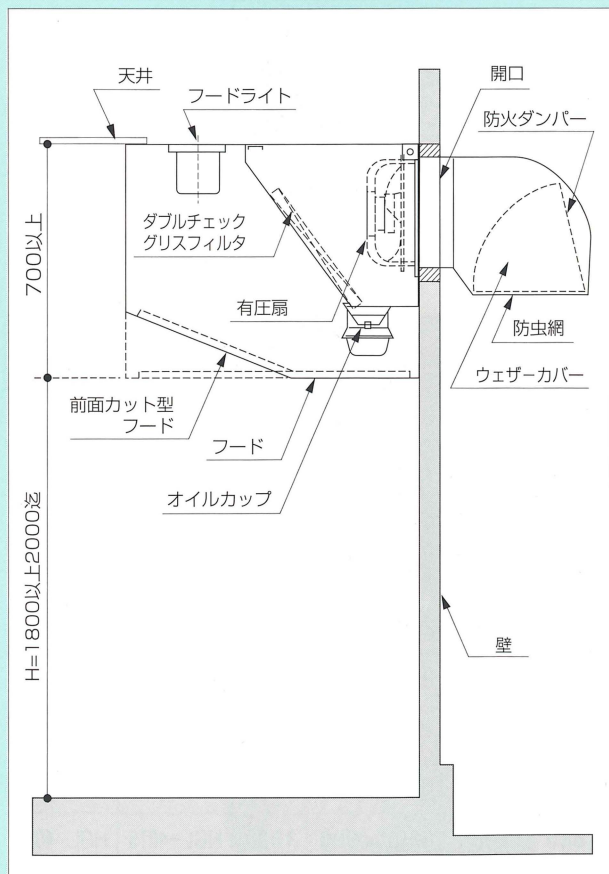 天井
フードライト
開口
防火ダンパー
ダブルチェック
グリスフィルタ
700以上
有圧扇
防虫網
ウェザーカバー
前面カット型
フード
フード
オイルカップ
H=1800以上2000迄
壁